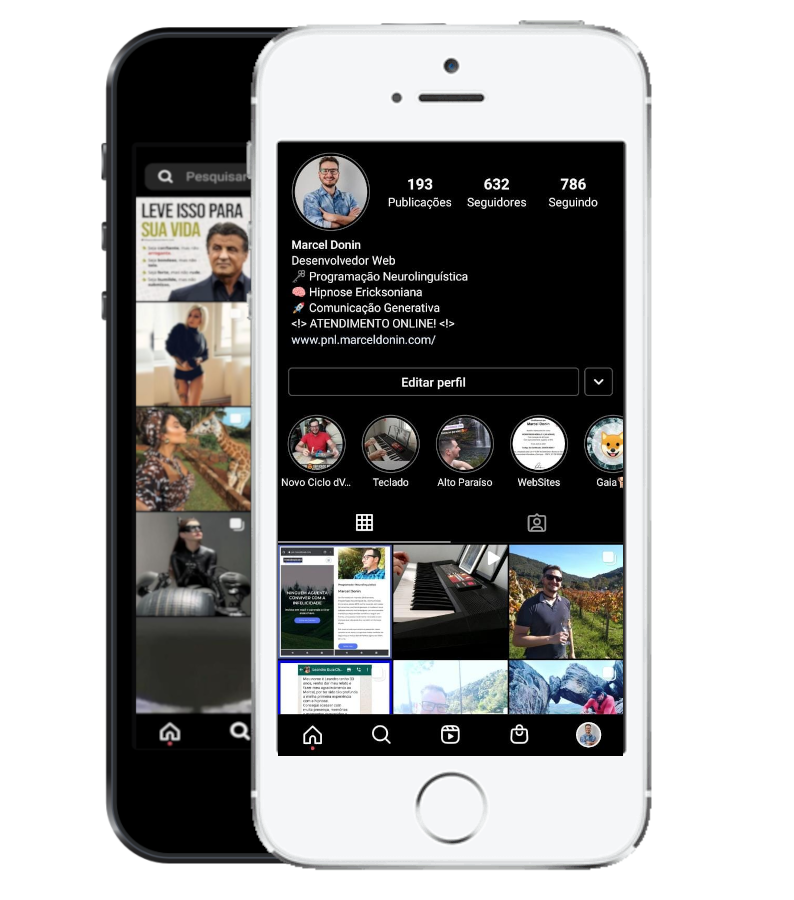 Pesquisar
LEVE ISSO PARA
SUA VIDA
193
632
786
Publicações
Seguidores
Seguindo
Marcel Donin
Desenvolvedor Web
🗝️ Programação Neurolinguística
🧠 Hipnose Ericksoniana
🚀 Comunicação Generativa
<!> ATENDIMENTO ONLINE! <!>
www.pnl.marceldonin.com/
Editar perfil
Novo Ciclo dV...
Teclado
Alto Paraíso
WebSites
Gaia
Marcel Donin
NINGUÉM AGUENTA
CONVIVER COM A
INFELICIDADE
Programação Neurolinguística
Marcel Donin